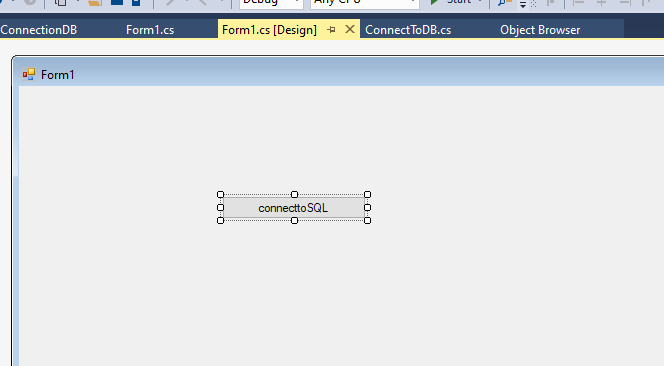 Debug Any CPU Start
ConnectionDB Form1.cs Form1.cs [Design] ConnectToDB.cs Object Browser
Form1
connecttoSQL